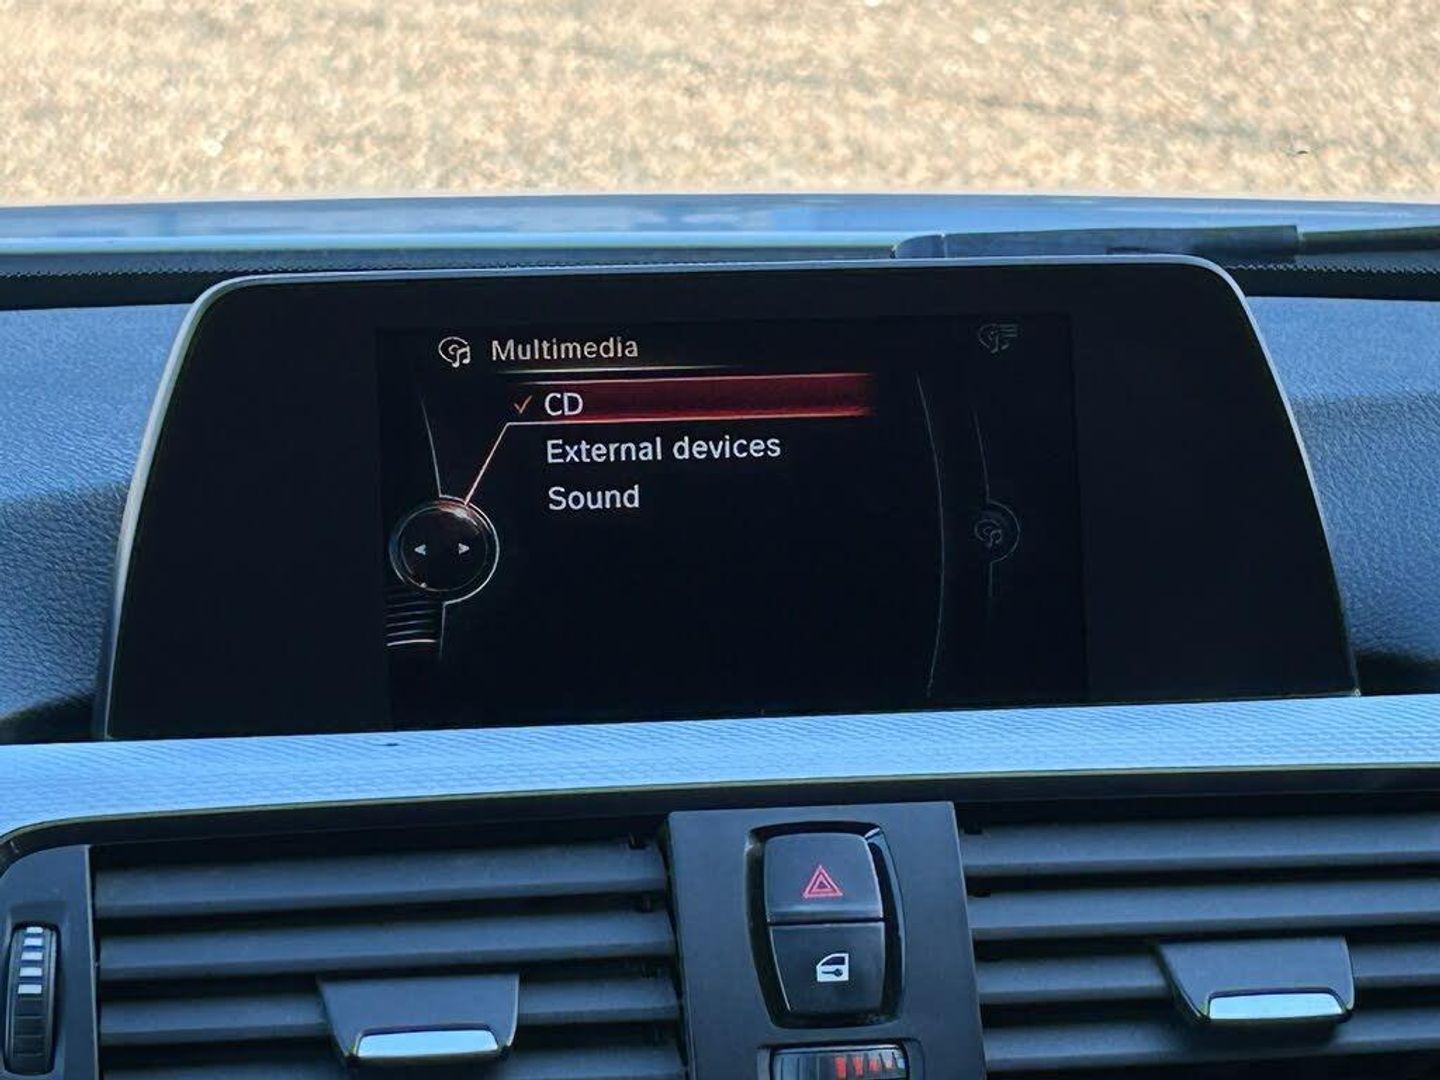 Multimedia
CD
External devices
Sound